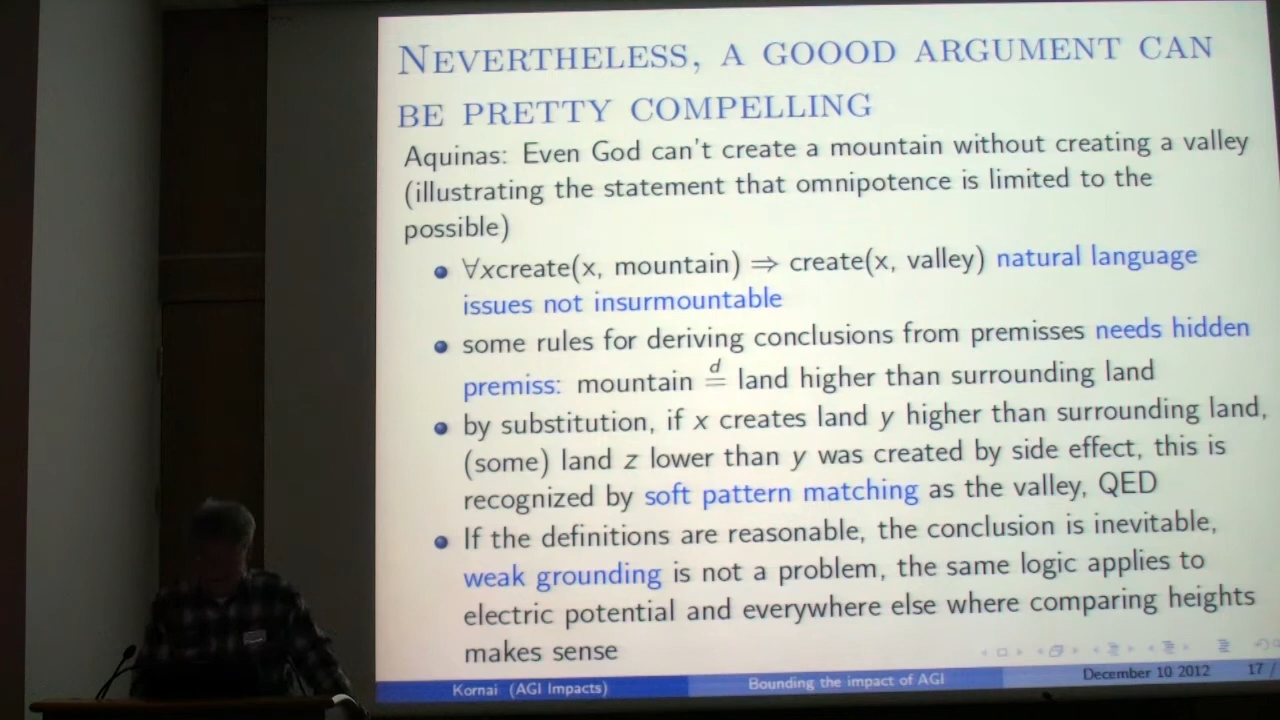 NEVERTHELESS, A GOOOD ARGUMENT CAN
BE PRETTY COMPELLING
Aquinas: Even God can't create a mountain without creating a valley
(illustrating the statement that omnipotence is limited to the
possible)
∀xcreate(x, mountain) ⇒ create(x, valley) natural language
issues not insurmountable
some rules for deriving conclusions from premisses needs hidden
premiss: mountain d= land higher than surrounding land
by substitution, if x creates land y higher than surrounding land,
(some) land z lower than y was created by side effect, this is
recognized by soft pattern matching as the valley, QED
If the definitions are reasonable, the conclusion is inevitable,
weak grounding is not a problem, the same logic applies to
electric potential and everywhere else where comparing heights
makes sense
Kornai (AGI Impacts) Bounding the impact of AGI December 10 2012 17 /